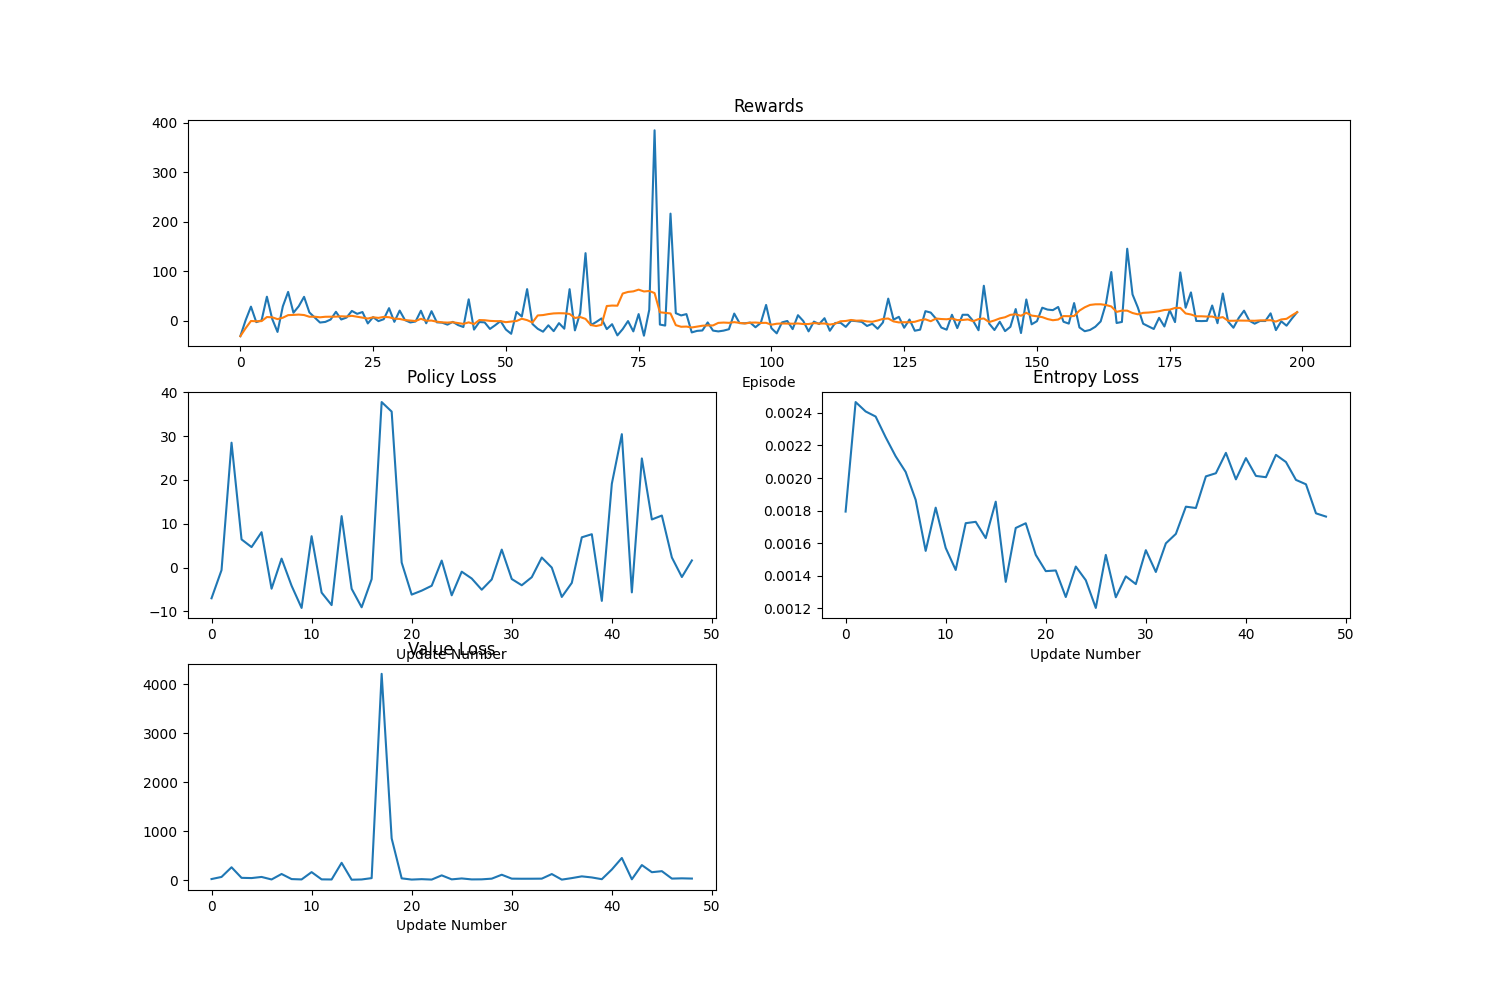 Rewards
400
300
200
100
0
0 25 50 75 100 125 150 175 200
Episode
Policy Loss
40
30
20
10
0
−10
0 10 20 30 40 50
Update Number
Entropy Loss
0.0024
0.0022
0.0020
0.0018
0.0016
0.0014
0.0012
0 10 20 30 40 50
Update Number
Value Loss
4000
3000
2000
1000
0
0 10 20 30 40 50
Update Number